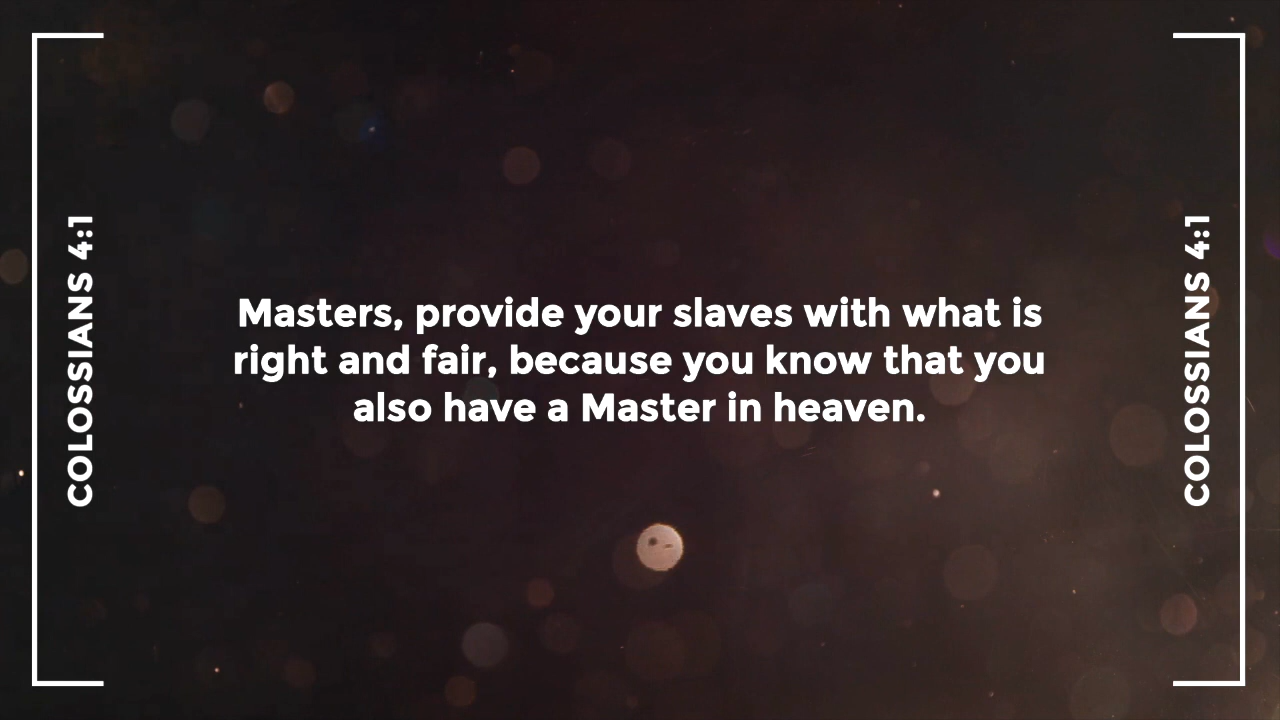 COLOSSIANS 4:1
Masters, provide your slaves with what is
right and fair, because you know that you
also have a Master in heaven.
COLOSSIANS 4:1